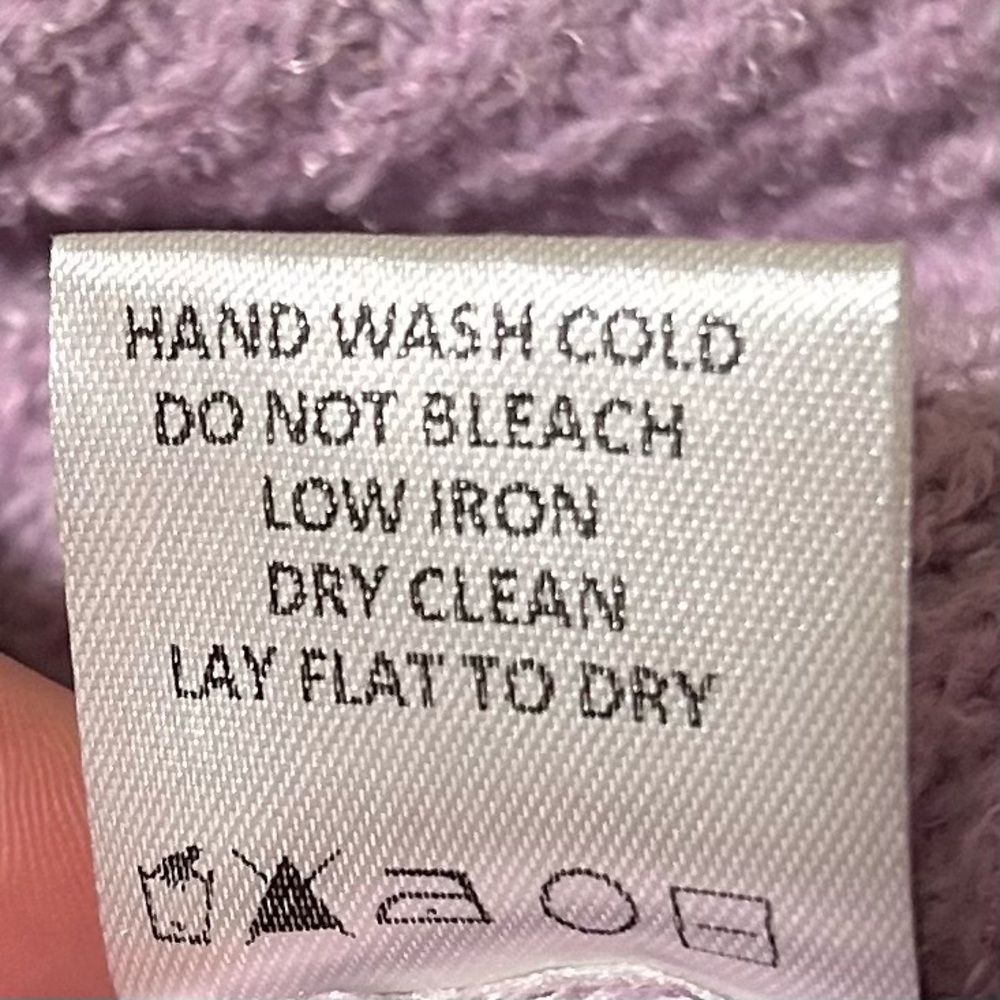 HAND WASH COLD
DO NOT BLEACH
LOW IRON
DRY CLEAN
LAY FLAT TO DRY